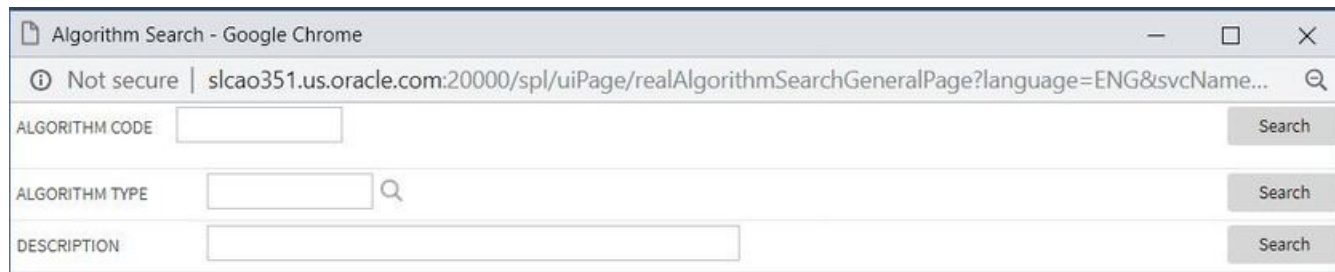 Algorithm Search - Google Chrome
Not secure | slcao351.us.oracle.com:20000/spl/uiPage/realAlgorithmSearchGeneralPage?language=ENG&svcName...
ALGORITHM CODE Search
ALGORITHM TYPE Search
DESCRIPTION Search